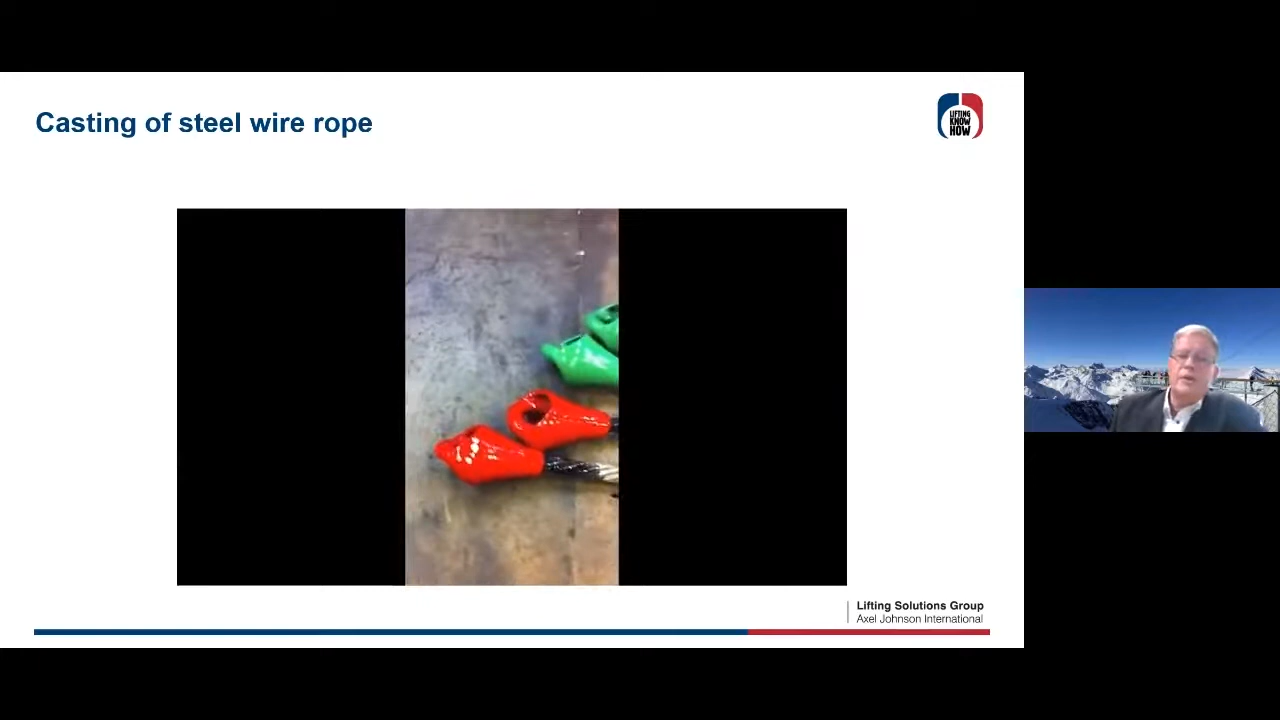 Casting of steel wire rope
LIFTING
KNOW
HOW
Lifting Solutions Group
Axel Johnson International